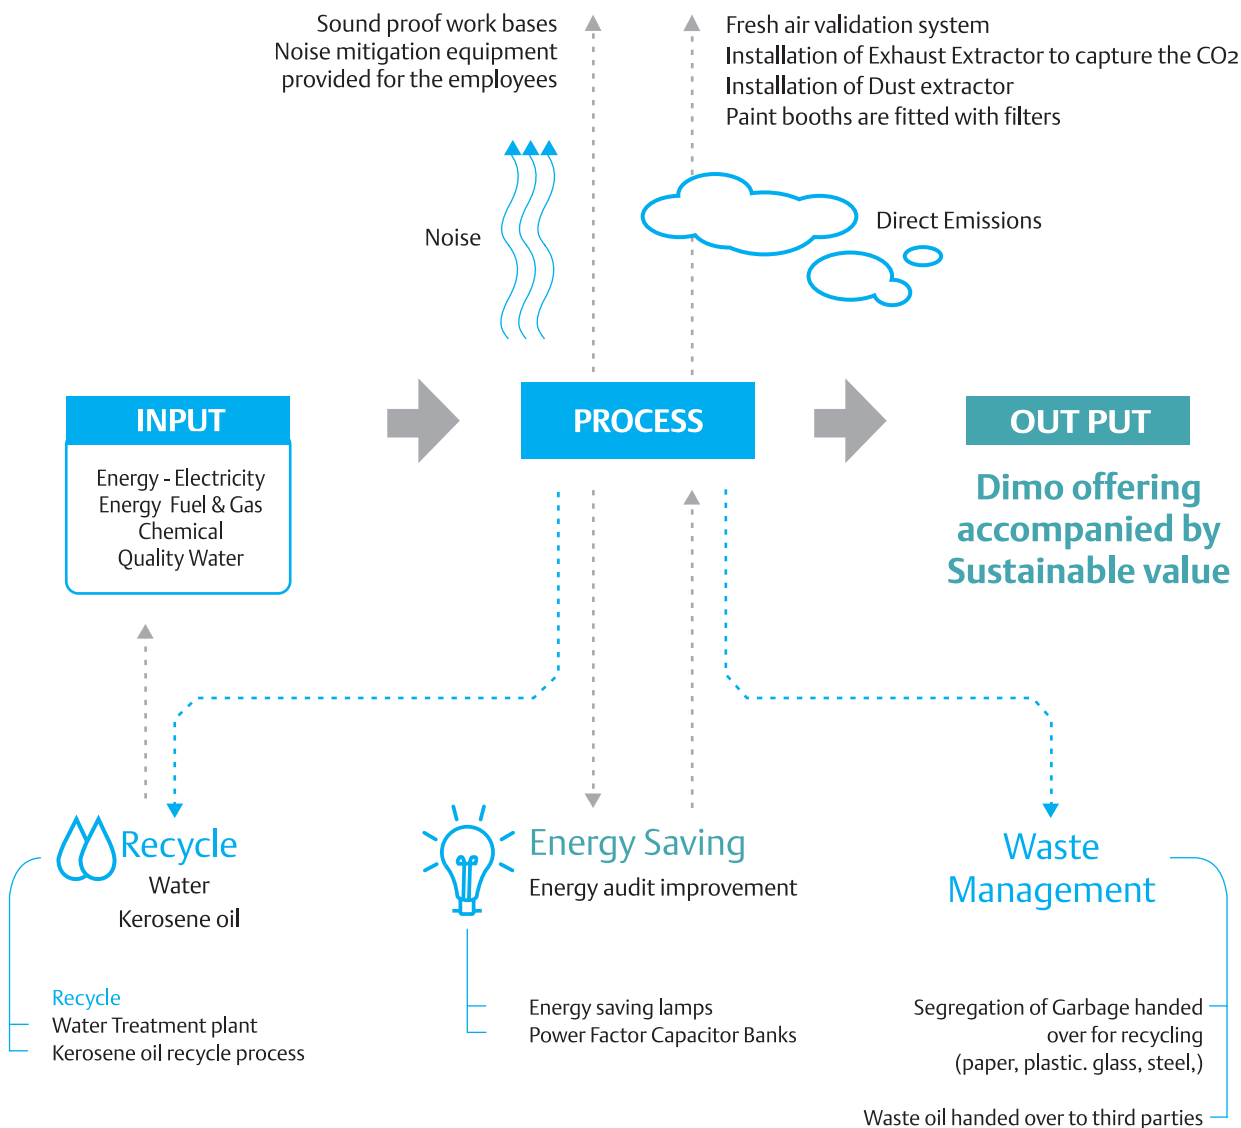 Sound proof work bases
Noise mitigation equipment
provided for the employees
Fresh air validation system
Installation of Exhaust Extractor to capture the CO2
Installation of Dust extractor
Paint booths are fitted with filters
Noise
Direct Emissions
INPUT
Energy - Electricity
Energy Fuel & Gas
Chemical
Quality Water
PROCESS
OUT PUT
Dimo offering
accompanied by
Sustainable value
Recycle
Water
Kerosene oil
Recycle
Water Treatment plant
Kerosene oil recycle process
Energy Saving
Energy audit improvement
Energy saving lamps
Power Factor Capacitor Banks
Waste
Management
Segregation of Garbage handed
over for recycling
(paper, plastic. glass, steel,)
Waste oil handed over to third parties